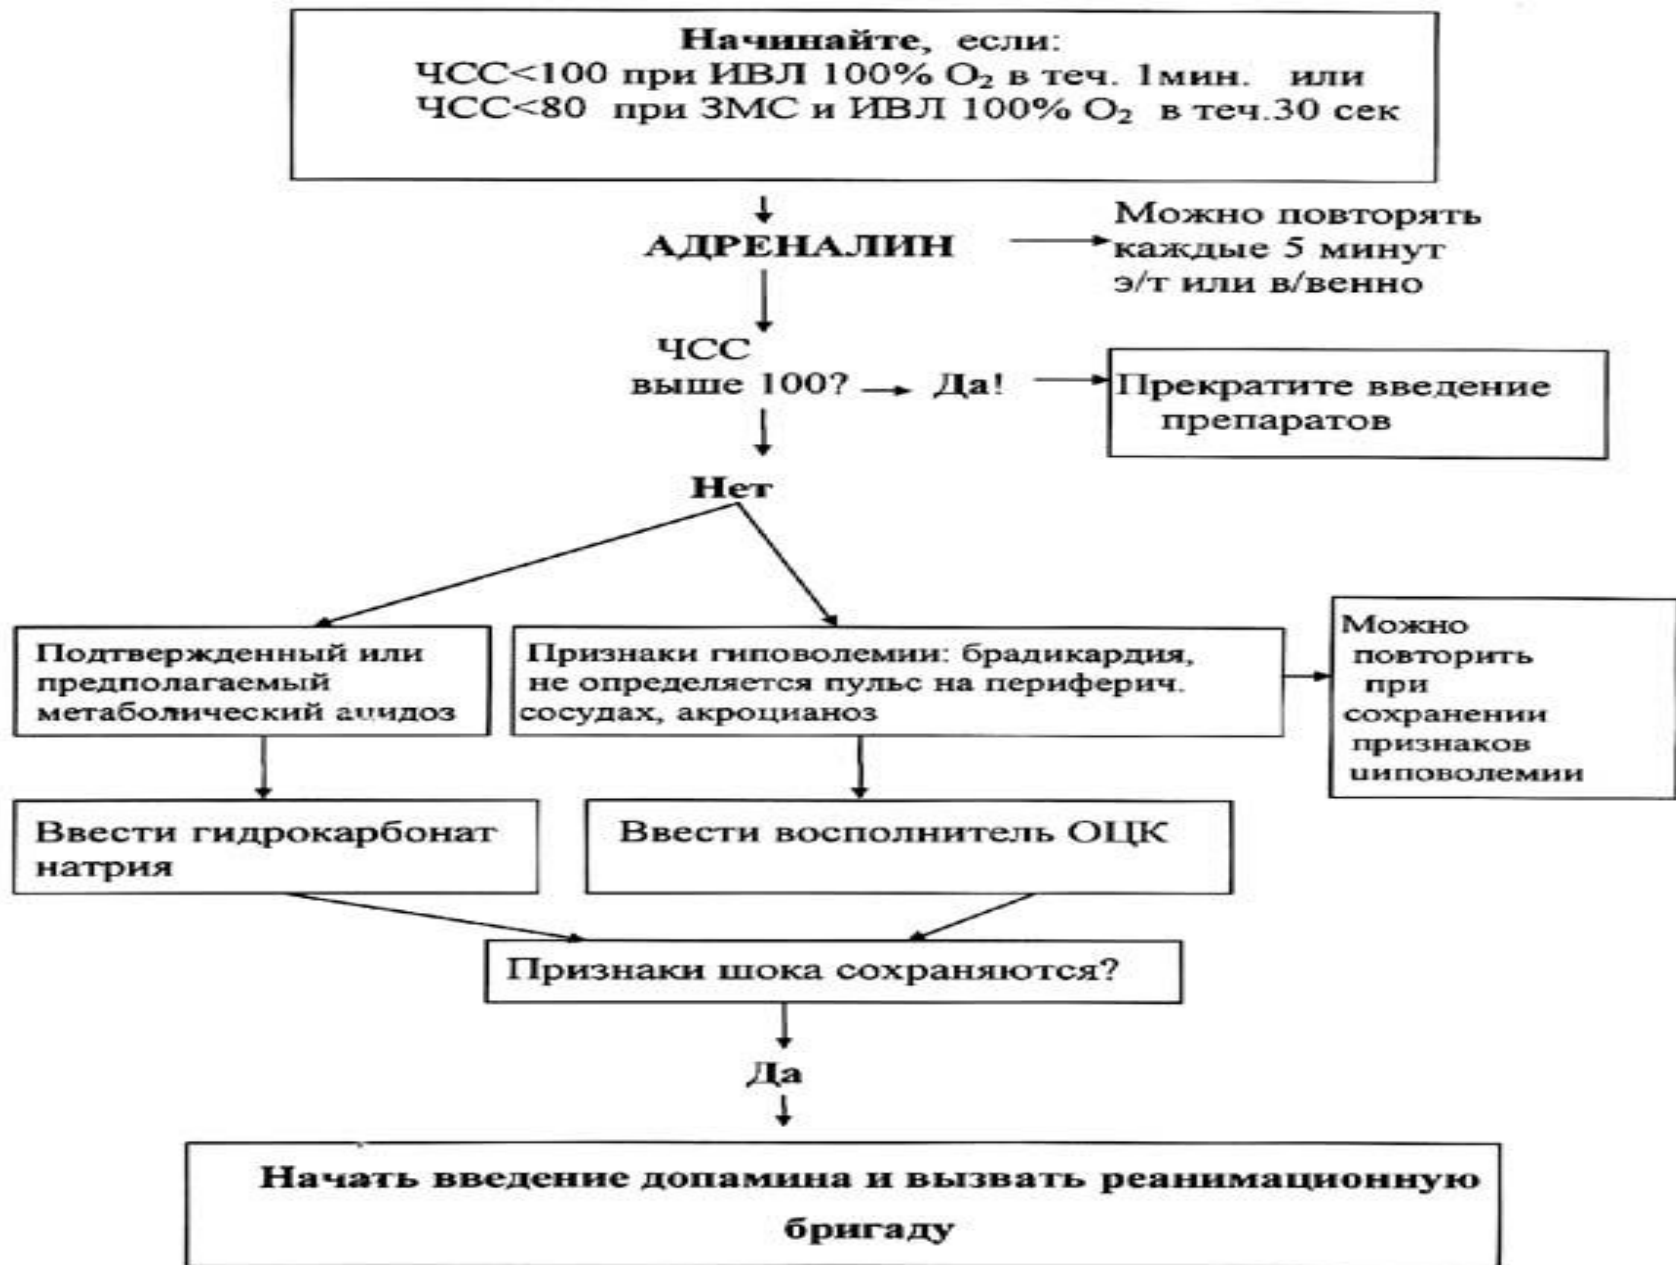 Начинайте, если:
ЧСС<100 при ИВЛ 100% O₂ в теч. 1мин. или
ЧСС<80 при ЗМС и ИВЛ 100% O₂ в теч.30 сек
АДРЕНАЛИН
Можно повторять
каждые 5 минут
э/т или в/венно
ЧСС
выше 100?
Да!
Прекратите введение
препаратов
Нет
Подтвержденный или
предполагаемый
метаболический ацидоз
Признаки гиповолемии: брадикардия,
не определяется пульс на периферич.
сосудах, акроцианоз
Можно
повторить
при
сохранении
признаков
циповолемии
Ввести гидрокарбонат
натрия
Ввести восполнитель ОЦК
Признаки шока сохраняются?
Да
Начать введение допамина и вызвать реанимационную
бригаду